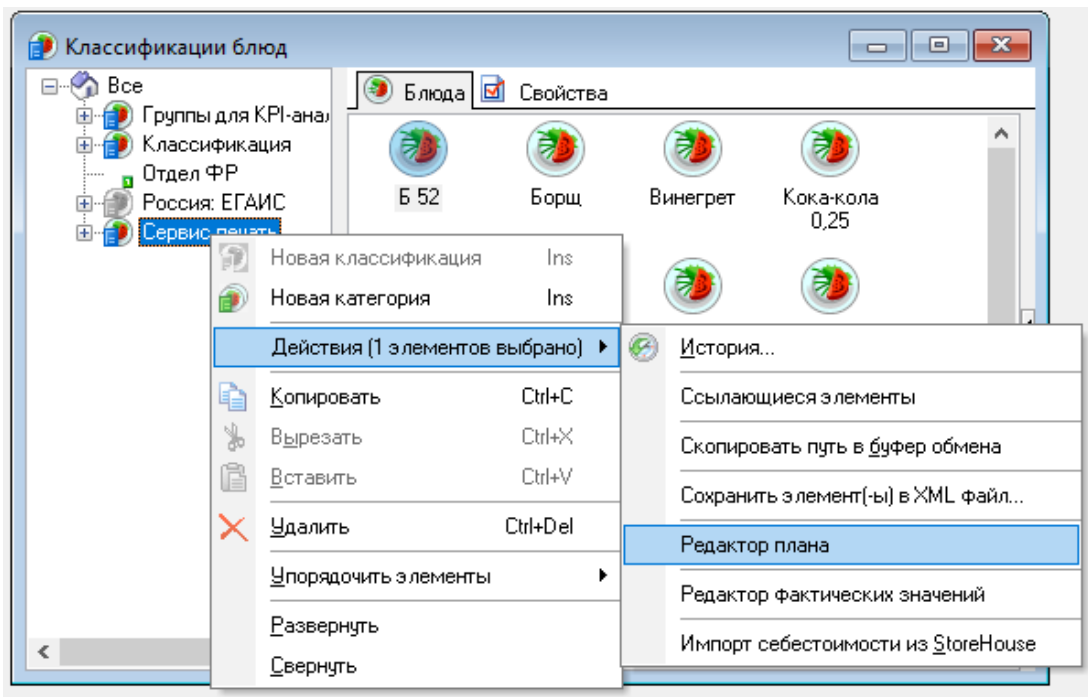 Классификации блюд
Все
Группы для KPI-анал
Классификация
Отдел ФР
Россия: ЕГАИС
Сервис печать
Блюда
Свойства
Б 52
Борщ
Винегрет
Кока-кола
0,25
Новая классификация Ins
Новая категория Ins
Действия (1 элементов выбрано)
Копировать Ctrl+C
Вырезать Ctrl+X
Вставить Ctrl+V
Удалить Ctrl+Del
Упорядочить элементы
Развернуть
Свернуть
История...
Ссылающиеся элементы
Скопировать путь в буфер обмена
Сохранить элемент(-ы) в XML файл...
Редактор плана
Редактор фактических значений
Импорт себестоимости из StoreHouse